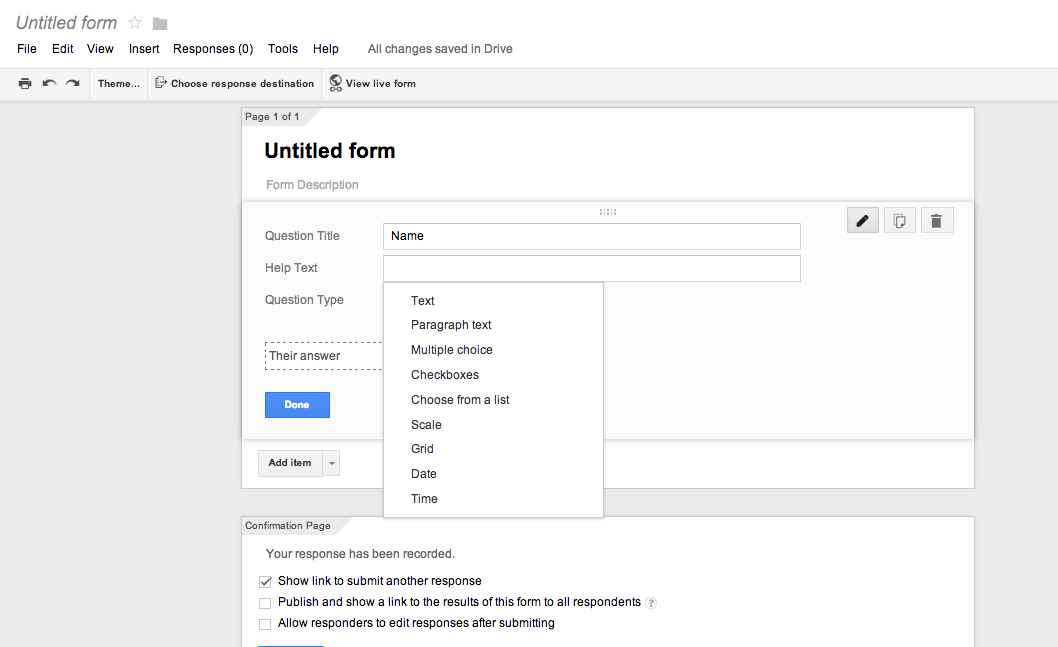 Untitled form
File Edit View Insert Responses (0) Tools Help All changes saved in Drive
Theme... Choose response destination View live form
Page 1 of 1
Untitled form
Form Description
Question Title Name
Help Text
Question Type
Text
Paragraph text
Multiple choice
Their answer
Checkboxes
Choose from a list
Done
Scale
Grid
Add item
Date
Time
Confirmation Page
Your response has been recorded.
Show link to submit another response
Publish and show a link to the results of this form to all respondents ?
Allow responders to edit responses after submitting